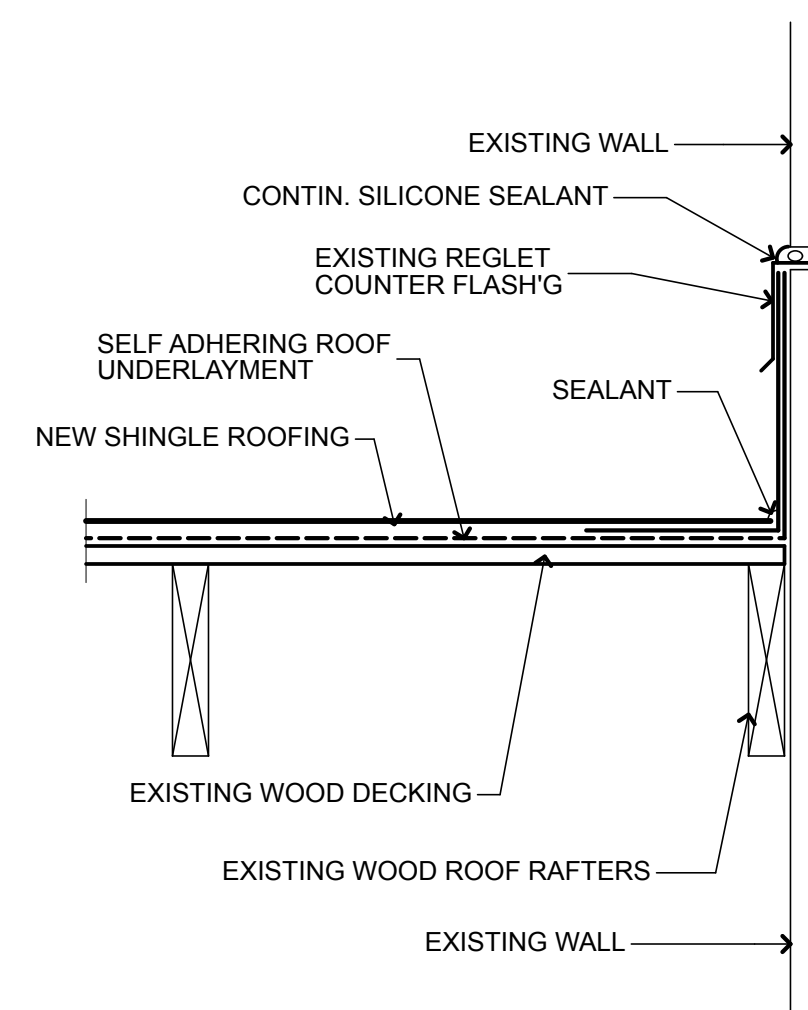 EXISTING WALL
CONTIN. SILICONE SEALANT
EXISTING REGLET
COUNTER FLASH'G
SELF ADHERING ROOF
UNDERLAYMENT
SEALANT
NEW SHINGLE ROOFING
EXISTING WOOD DECKING
EXISTING WOOD ROOF RAFTERS
EXISTING WALL